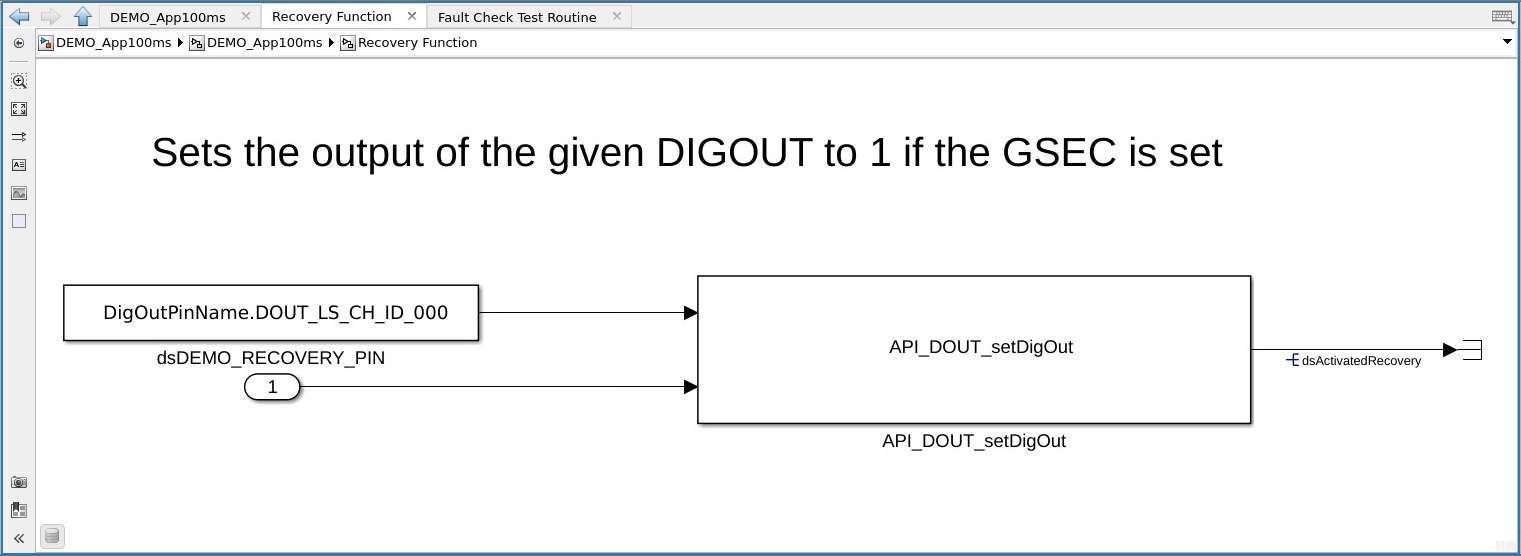 DEMO_App100ms
Recovery Function
Fault Check Test Routine
DEMO_App100ms DEMO_App100ms Recovery Function
Sets the output of the given DIGOUT to 1 if the GSEC is set
DigOutPinName.DOUT_LS_CH_ID_000
dsDEMO_RECOVERY_PIN
1
API_DOUT_setDigOut
API_DOUT_setDigOut
dsActivatedRecovery